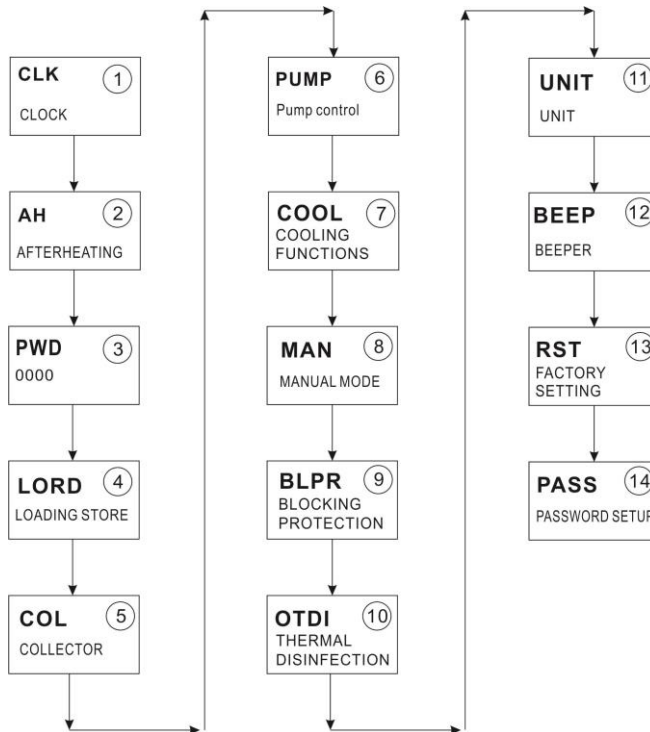 CLK 1
CLOCK
AH 2
AFTERHEATING
PWD 3
0000
LORD 4
LOADING STORE
COL 5
COLLECTOR
PUMP 6
Pump control
COOL 7
COOLING
FUNCTIONS
MAN 8
MANUAL MODE
BLPR 9
BLOCKING
PROTECTION
OTDI 10
THERMAL
DISINFECTION
UNIT 11
UNIT
BEEP 12
BEEPER
RST 13
FACTORY
SETTING
PASS 14
PASSWORD SETUP